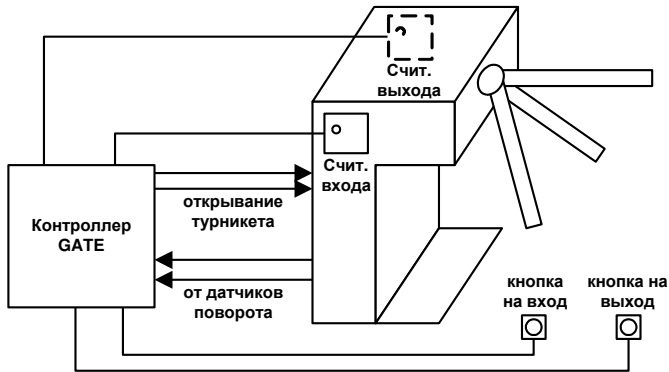 Счит.
выхода
Счит.
входа
открывание
турникета
Контроллер
GATE
от датчиков
поворота
кнопка
на вход
кнопка на
выход